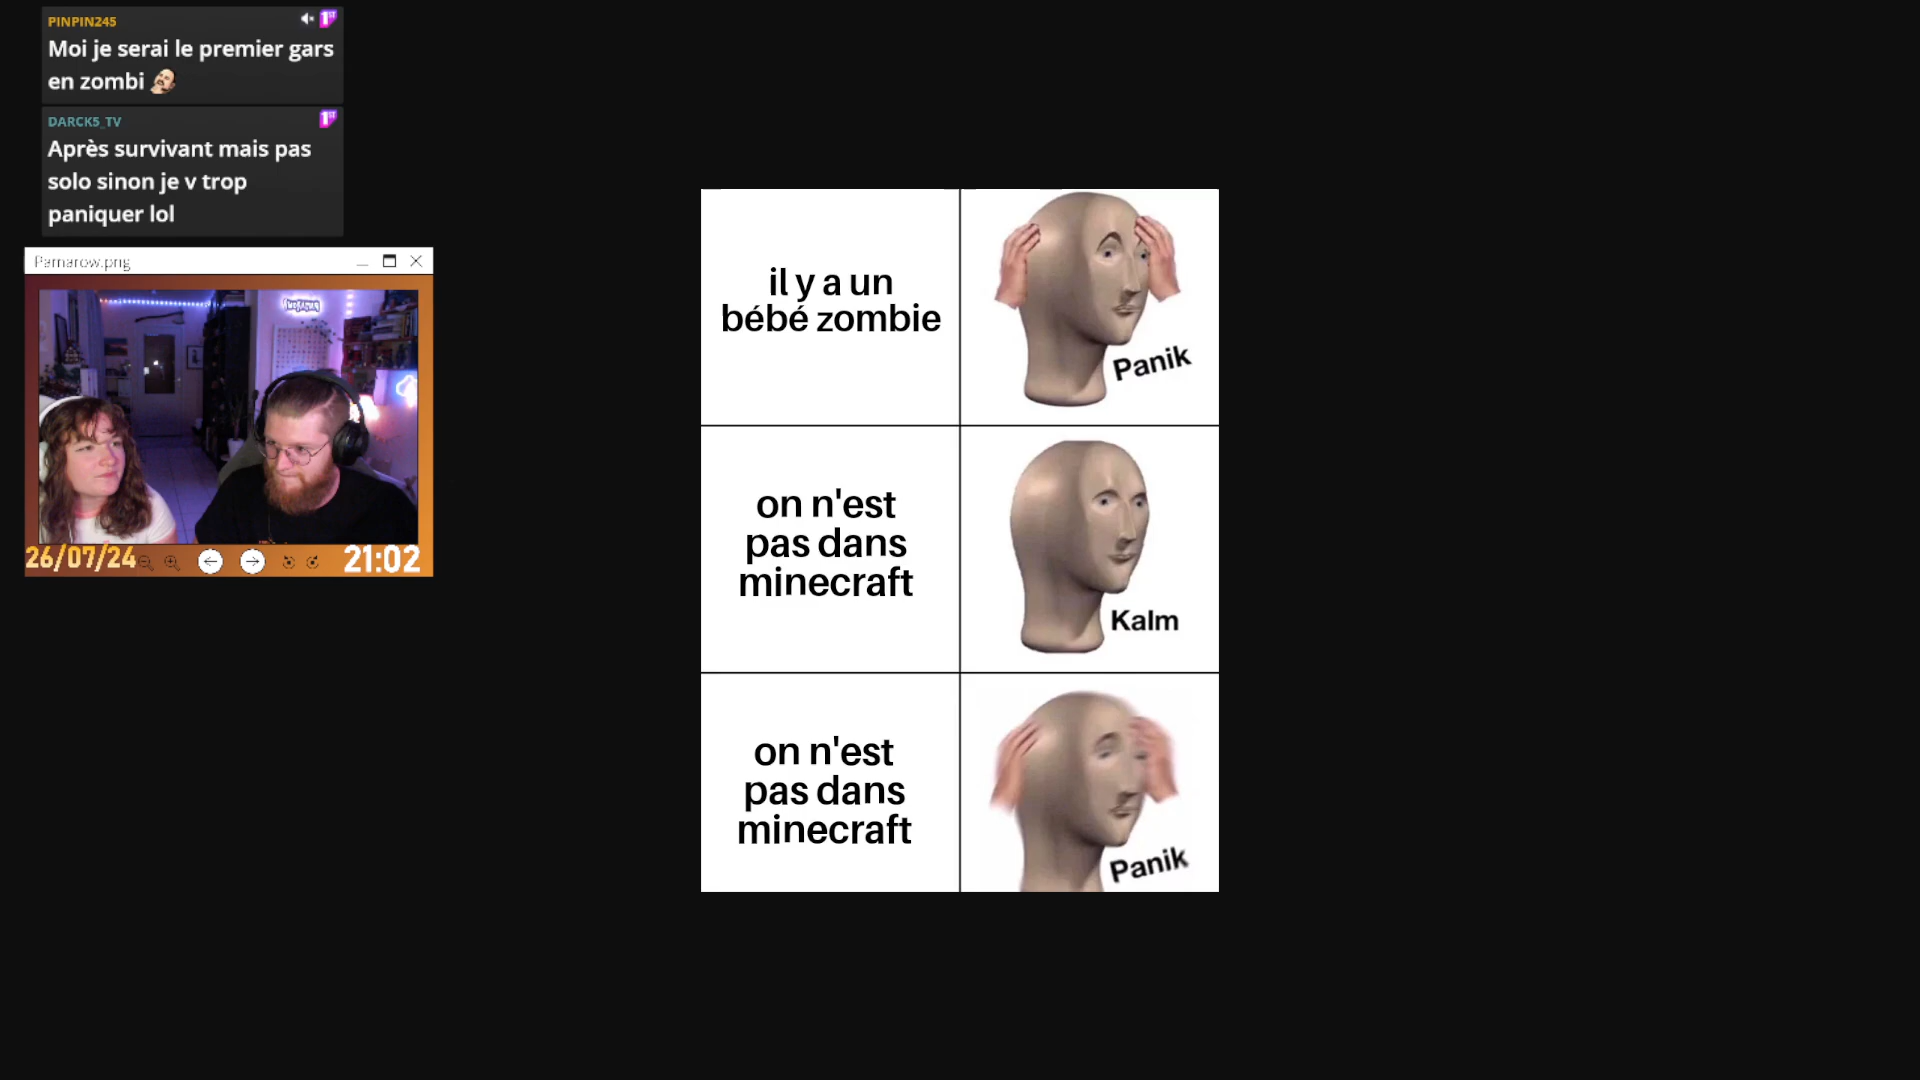 PINPIN245
Moi je serai le premier gars
en zombi
DARCK5_TV
Après survivant mais pas
solo sinon je v trop
paniquer lol
Pamarow.png
26/07/24
21:02
il y a un
bébé zombie
Panik
on n'est
pas dans
minecraft
Kalm
on n'est
pas dans
minecraft
Panik